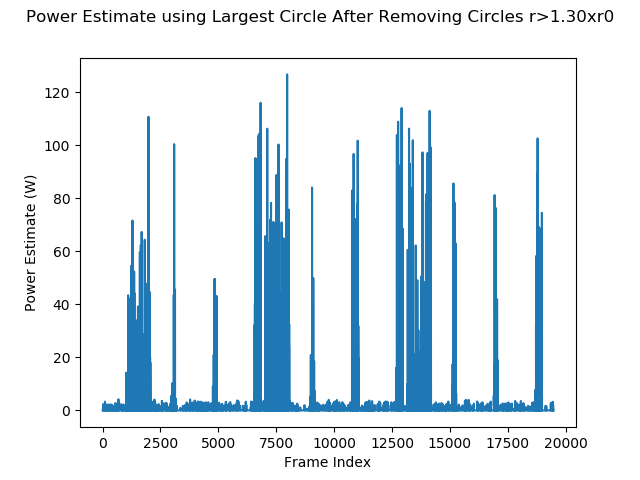 Power Estimate using Largest Circle After Removing Circles r>1.30xr0
120
100
80
60
40
20
0
Power Estimate (W)
0 2500 5000 7500 10000 12500 15000 17500 20000
Frame Index